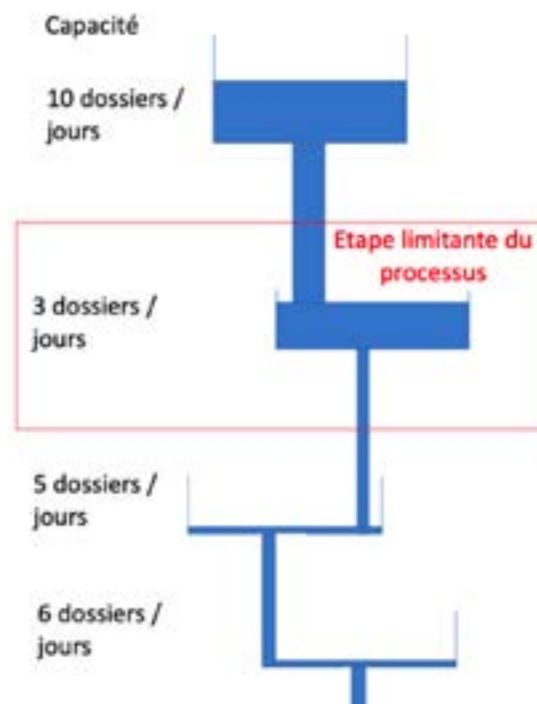 Capacité
10 dossiers /
jours
Etape limitante du
processus
3 dossiers /
jours
5 dossiers /
jours
6 dossiers /
jours